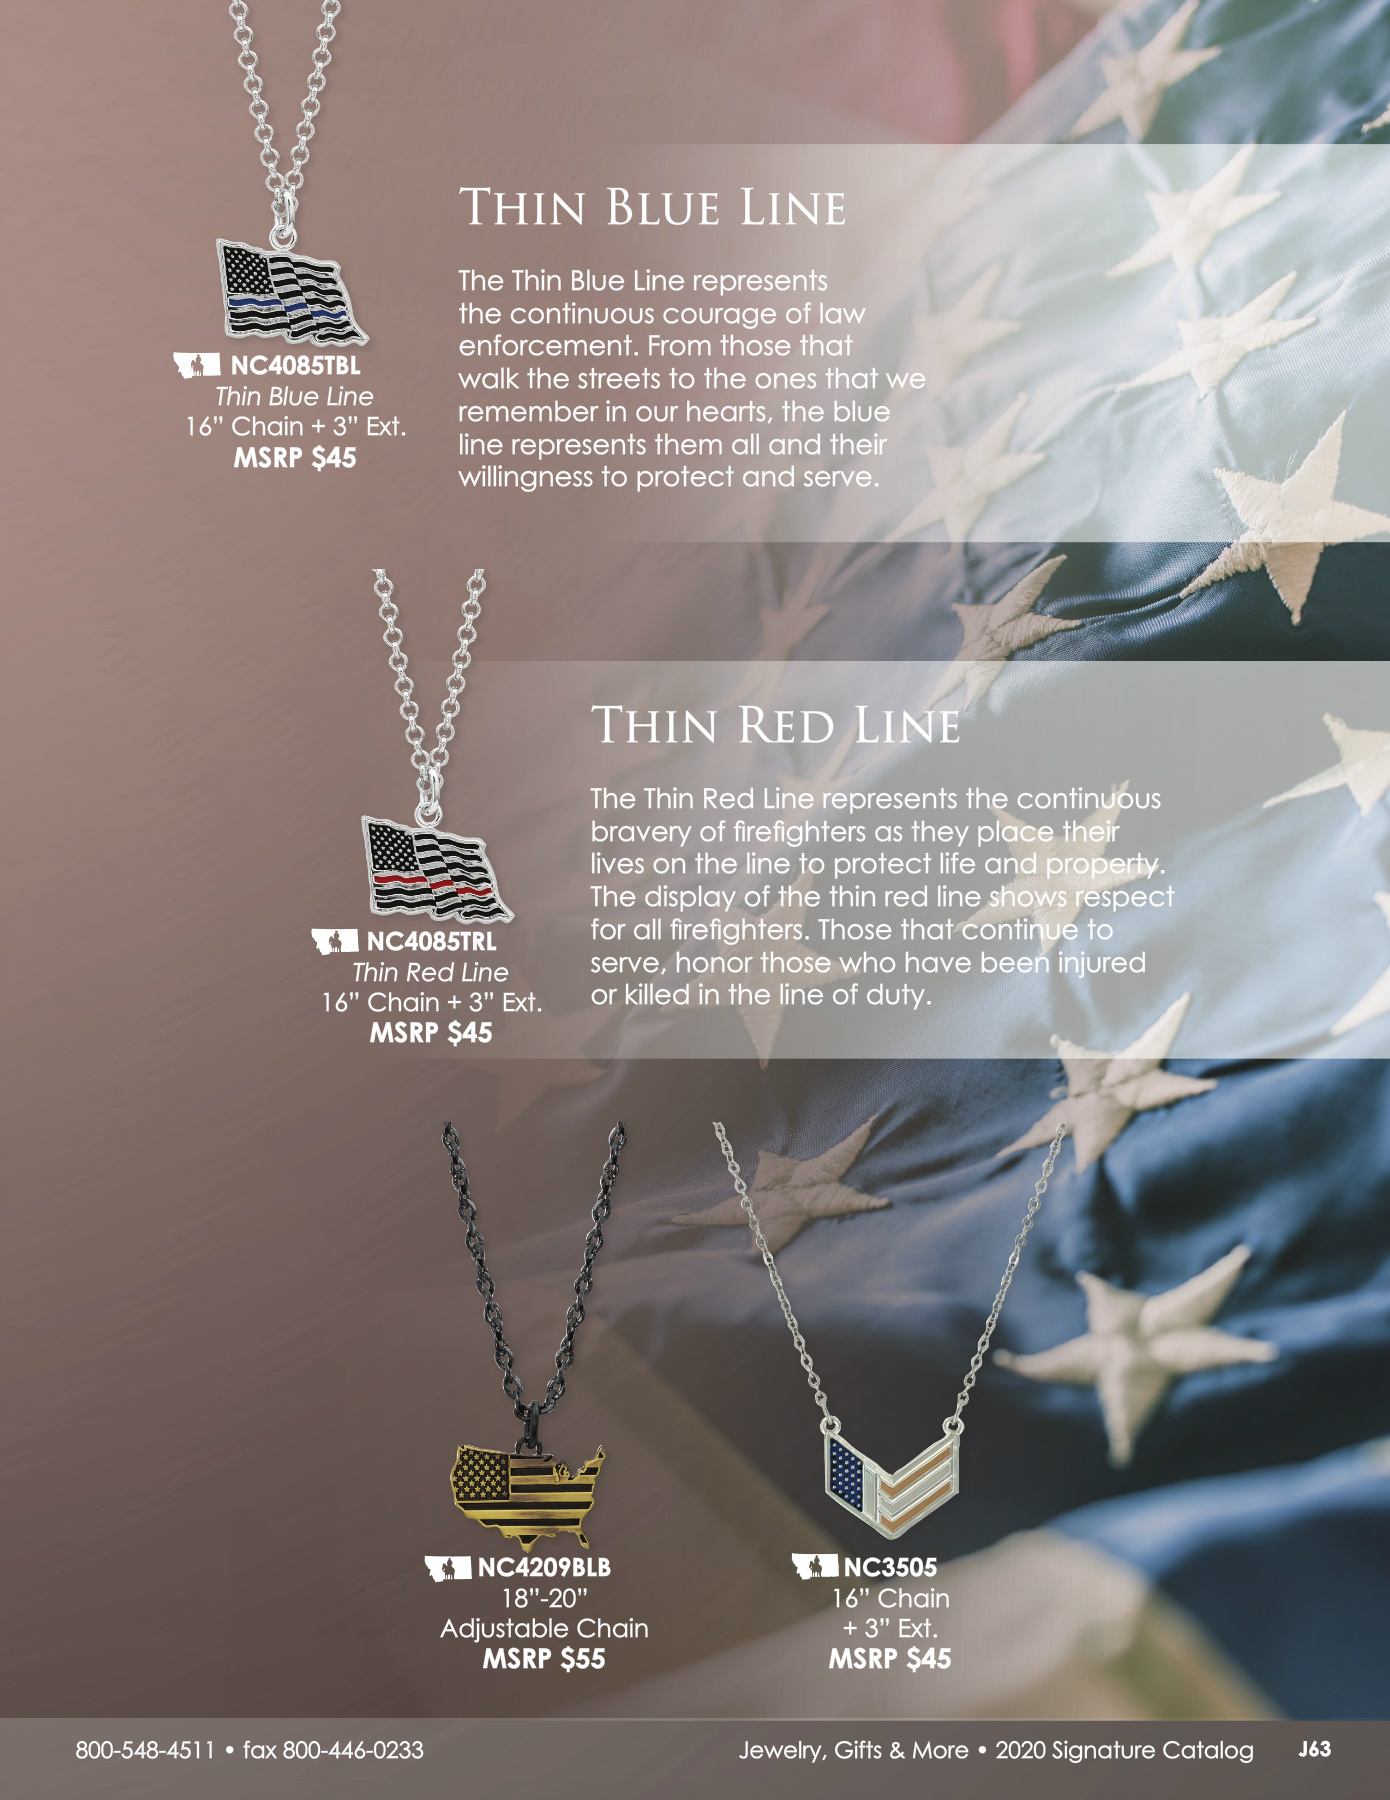 THIN BLUE LINE
The Thin Blue Line represents
the continuous courage of law
enforcement. From those that
walk the streets to the ones that we
remember in our hearts, the blue
line represents them all and their
willingness to protect and serve.
NC4085TBL
Thin Blue Line
16” Chain + 3” Ext.
MSRP $45
THIN RED LINE
The Thin Red Line represents the continuous
bravery of firefighters as they place their
lives on the line to protect life and property.
The display of the thin red line shows respect
for all firefighters. Those that continue to
serve, honor those who have been injured
or killed in the line of duty.
NC4085TRL
Thin Red Line
16” Chain + 3” Ext.
MSRP $45
NC4209BLB
18”-20”
Adjustable Chain
MSRP $55
NC3505
16” Chain
+ 3” Ext.
MSRP $45
800-548-4511 • fax 800-446-0233
Jewelry, Gifts & More • 2020 Signature Catalog J63